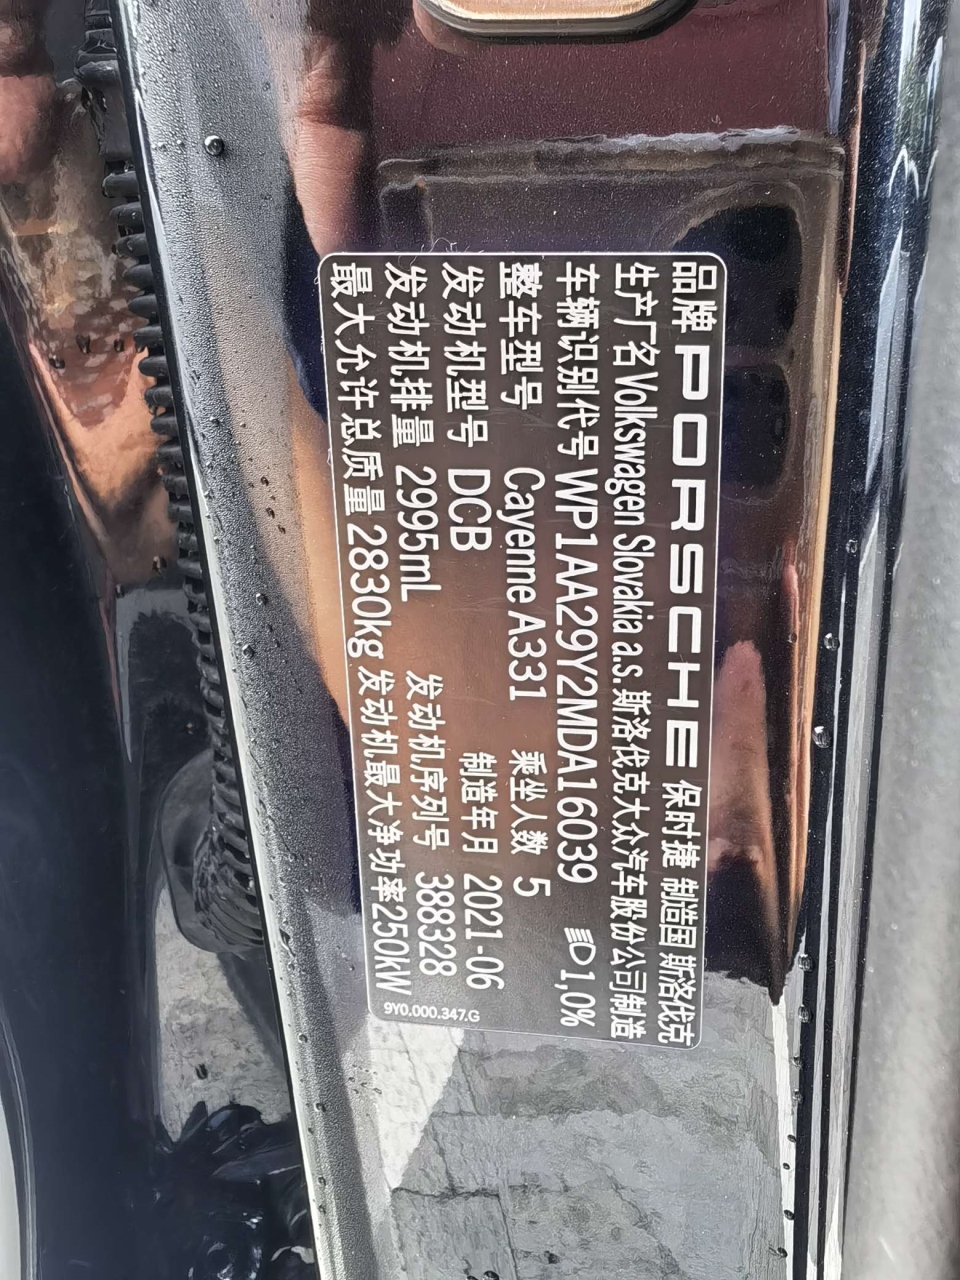 品牌 PORSCHE 保时捷 制造国 斯洛伐克
生产厂名 Volkswagen Slovakia a.s. 斯洛伐克大众汽车股份公司制造
车辆识别代号 WP1AA29Y2MDA16039 1,0%
整车型号 Cayenne A331 乘坐人数 5
发动机型号 DCB 制造年月 2021-06
发动机排量 2995mL 发动机序列号 388328
最大允许总质量 2830kg 发动机最大净功率250kW
9Y0.000.347.G